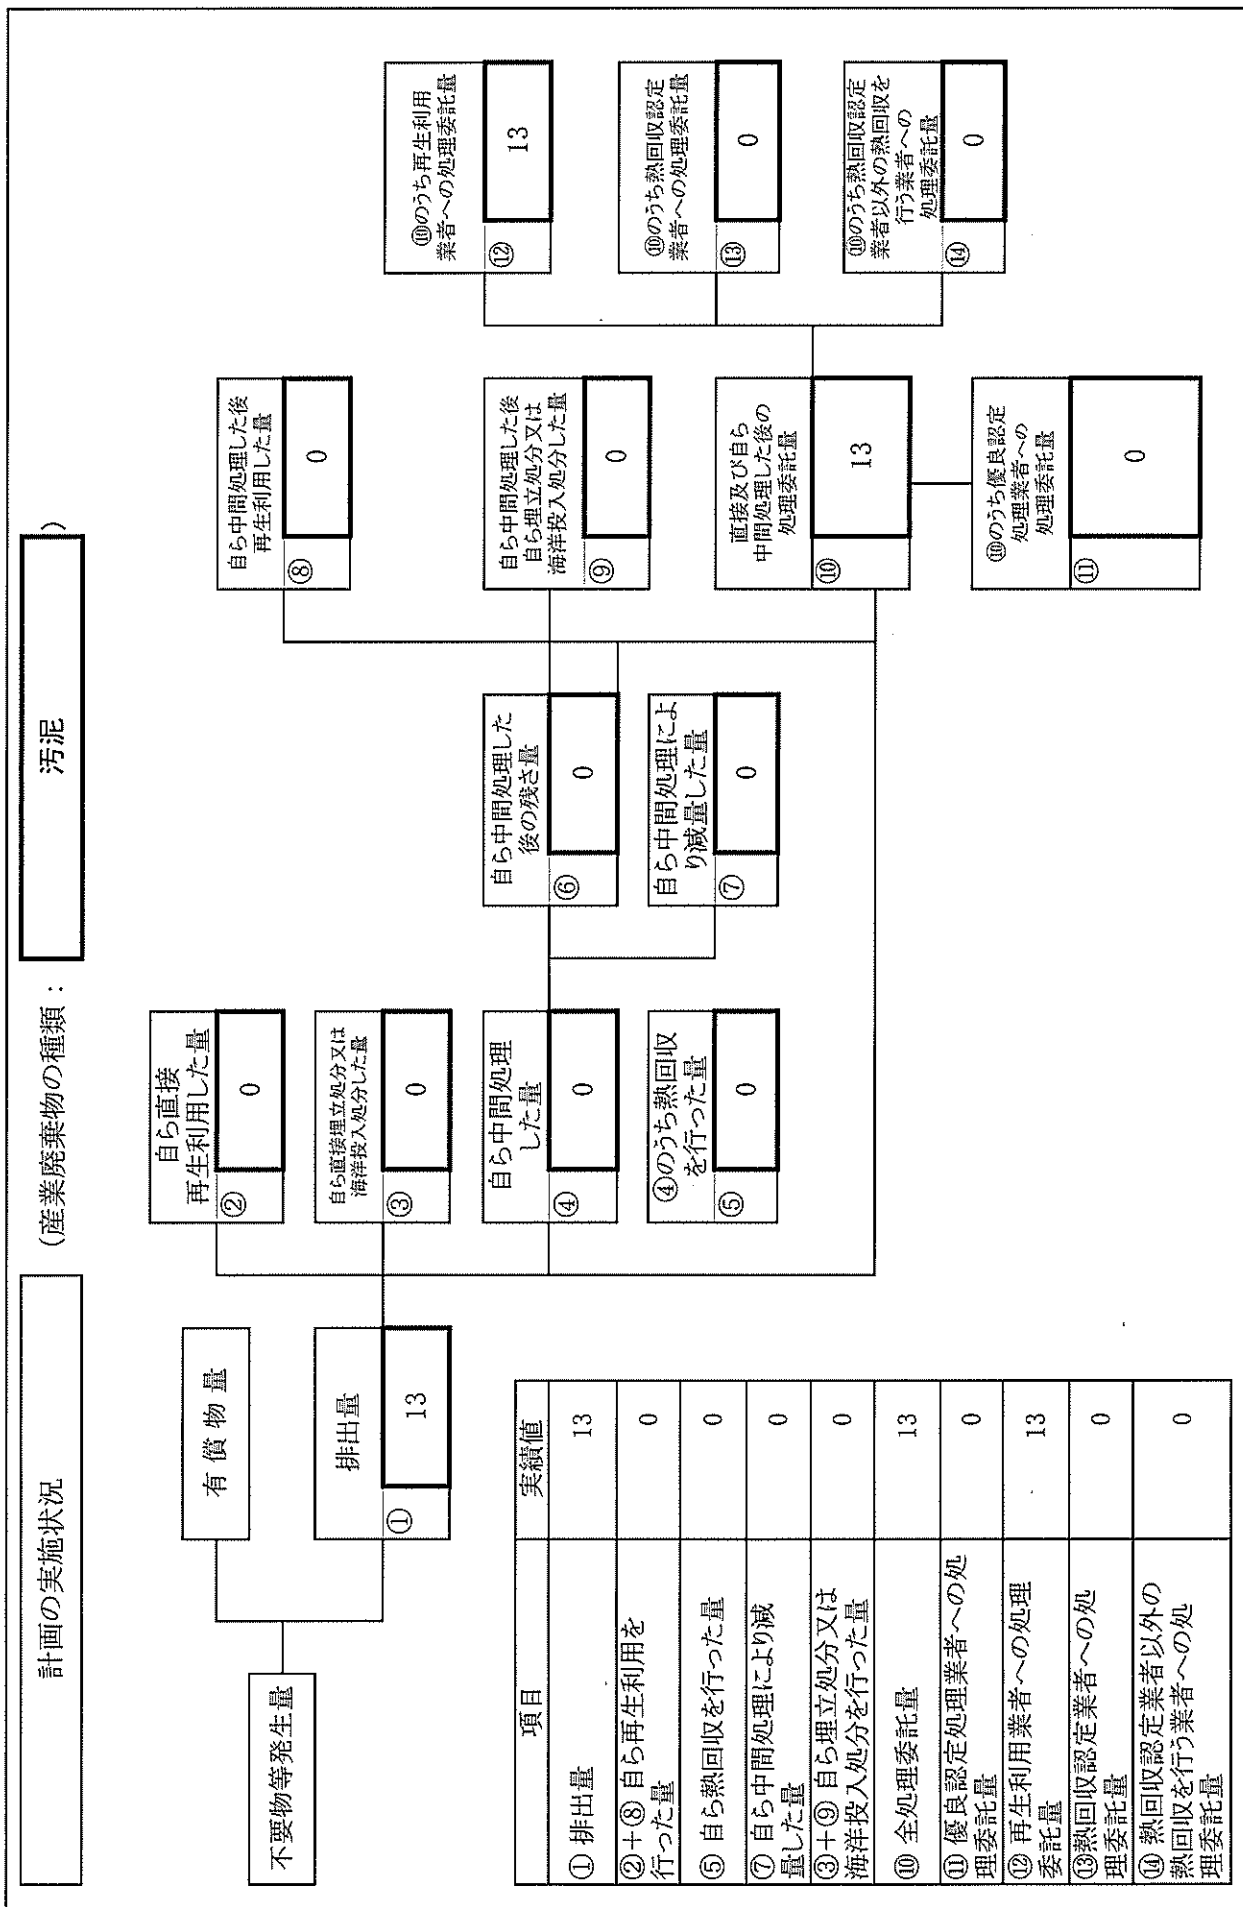 計画の実施状況
(産業廃棄物の種類:
汚泥
)
不要物等発生量
有償物量
排出量
①
13
自ら直接
再生利用した量
②
0
自ら直接埋立処分又は
海洋投入処分した量
③
0
自ら中間処理
した量
④
0
④のうち熱回収
を行った量
⑤
0
自ら中間処理した
後の残さ量
⑥
0
自ら中間処理によ
り減量した量
⑦
0
自ら中間処理した後
再生利用した量
⑧
0
自ら中間処理した後
自ら埋立処分又は
海洋投入処分した量
⑨
0
直接及び自ら
中間処理した後の
処理委託量
⑩
13
⑩のうち優良認定
処理業者への
処理委託量
⑪
0
⑩のうち再生利用
業者への処理委託量
⑫
13
⑩のうち熱回収認定
業者への処理委託量
⑬
0
⑩のうち熱回収認定
業者以外の熱回収を
行う業者への
処理委託量
⑭
0
項目 実績値
①排出量 13
②+⑧ 自ら再生利用を
行った量 0
⑤ 自ら熱回収を行った量 0
⑦ 自ら中間処理により減
量した量 0
③+⑨ 自ら埋立処分又は
海洋投入処分を行った量 0
⑩ 全処理委託量 13
⑪ 優良認定処理業者への処
理委託量 0
⑫ 再生利用業者への処理
委託量 13
⑬熱回収認定業者への処
理委託量 0
⑭ 熱回収認定業者以外の
熱回収を行う業者への処
理委託量 0